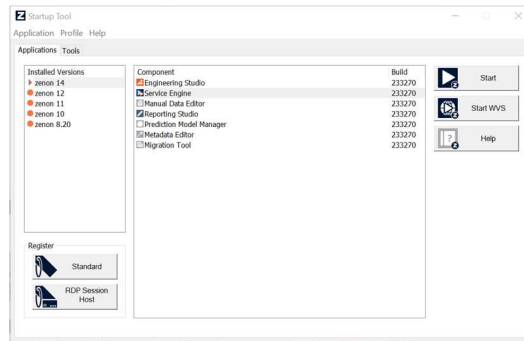 Startup Tool
Application Profile Help
Applications Tools
Installed Versions
zenon 14
zenon 12
zenon 11
zenon 10
zenon 8.20
Component Build
Engineering Studio 233270
Service Engine 233270
Manual Data Editor 233270
Reporting Studio 233270
Prediction Model Manager 233270
Metadata Editor 233270
Migration Tool 233270
Start
Start WVS
Help
Register
Standard
RDP Session
Host